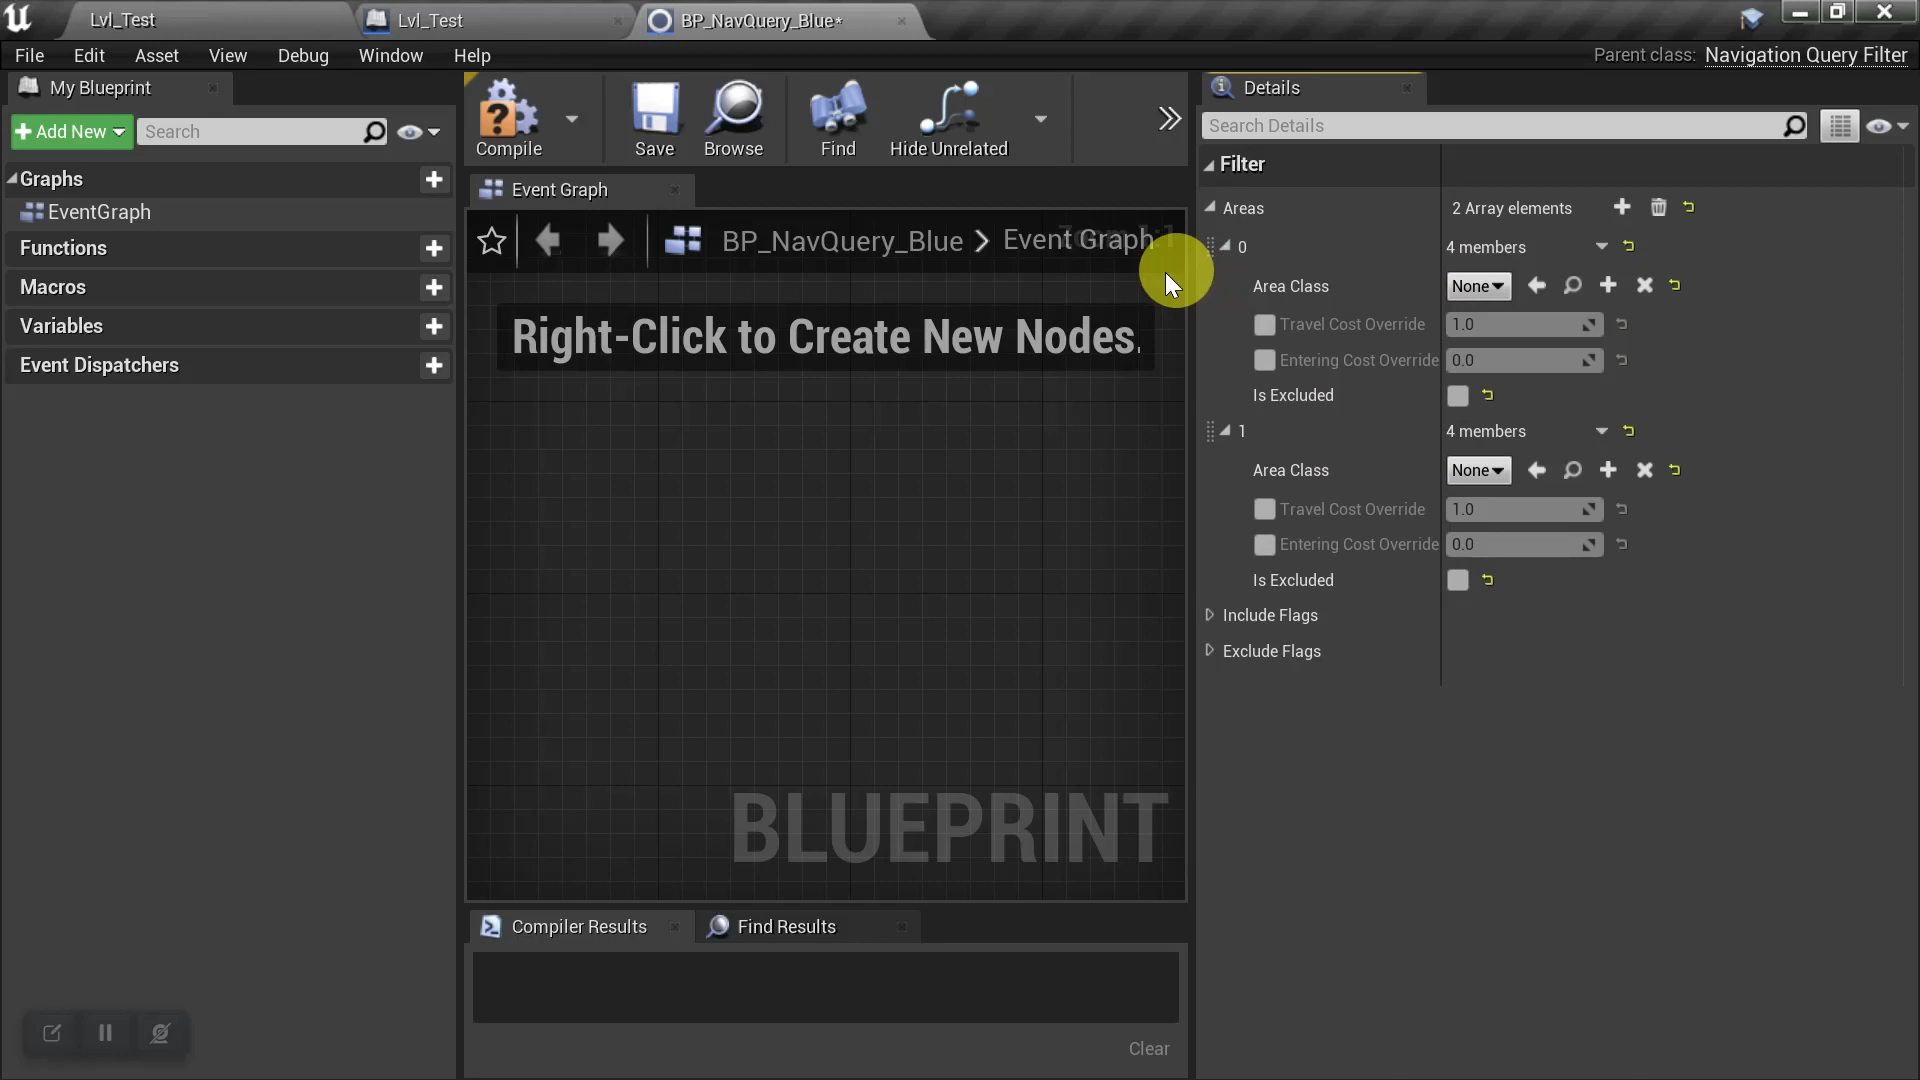 Lvl_Test
Lvl_Test
BP_NavQuery_Blue*
File Edit Asset View Debug Window Help
Parent class: Navigation Query Filter
My Blueprint
Add New
Search
Graphs
EventGraph
Functions
Macros
Variables
Event Dispatchers
Compile
Save
Browse
Find
Hide Unrelated
Event Graph
BP_NavQuery_Blue > Event Graph
Right-Click to Create New Nodes.
BLUEPRINT
Compiler Results
Find Results
Clear
Details
Search Details
Filter
Areas 2 Array elements
0 4 members
Area Class None
Travel Cost Override 1.0
Entering Cost Override 0.0
Is Excluded
1 4 members
Area Class None
Travel Cost Override 1.0
Entering Cost Override 0.0
Is Excluded
Include Flags
Exclude Flags